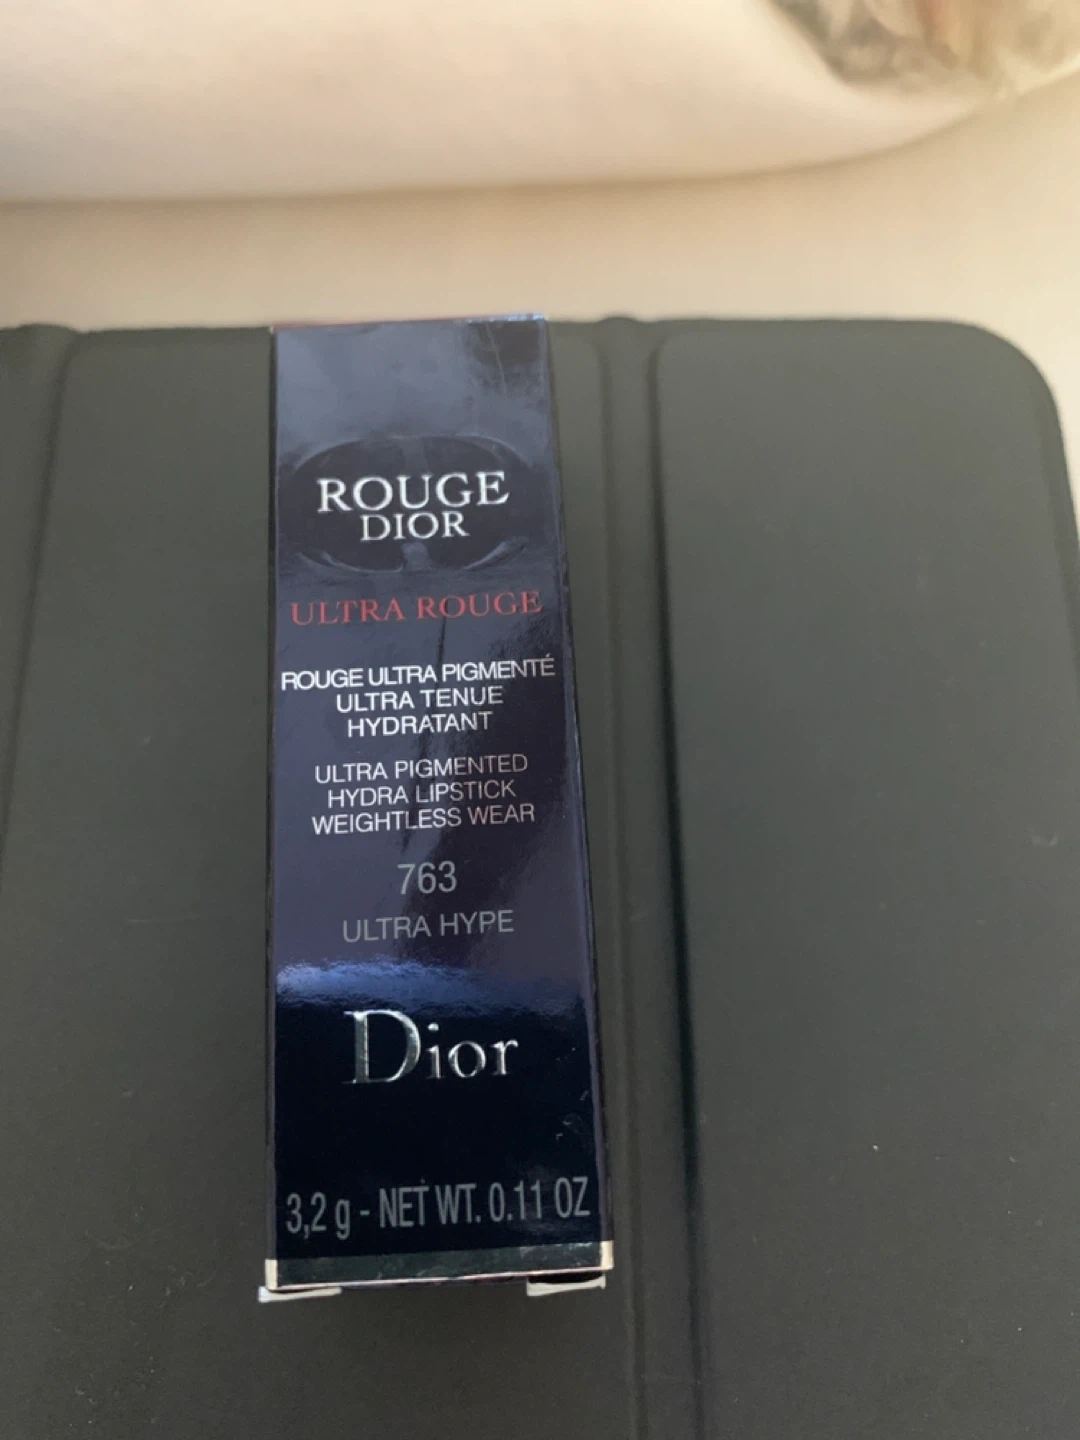 ROUGE
DIOR
ULTRA ROUGE
ROUGE ULTRA PIGMENTÉ
ULTRA TENUE
HYDRATANT
ULTRA PIGMENTED
HYDRA LIPSTICK
WEIGHTLESS WEAR
763
ULTRA HYPE
Dior
3,2 g - NET WT. 0.11 OZ